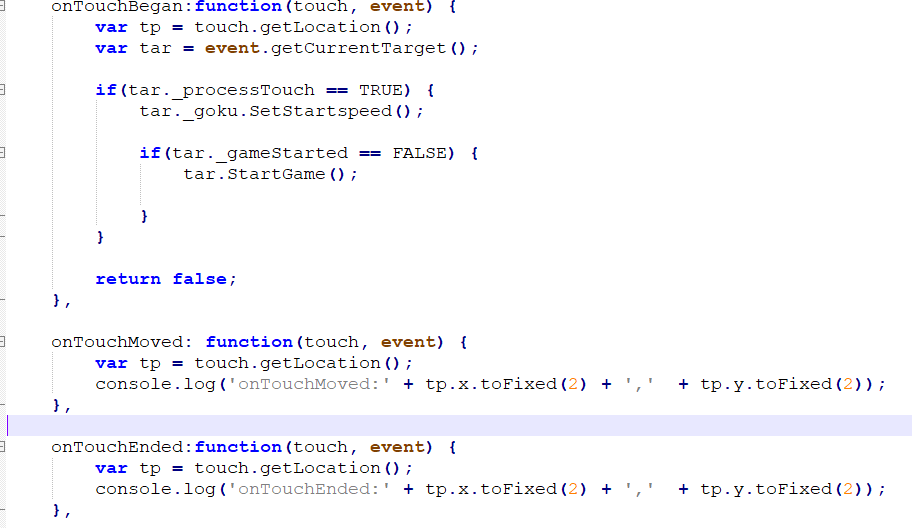 onTouchBegan:function(touch, event) {
var tp = touch.getLocation();
var tar = event.getCurrentTarget();
if(tar._processTouch == TRUE) {
tar._goku.SetStartspeed();
if(tar._gameStarted == FALSE) {
tar.StartGame();
}
}
return false;
},
onTouchMoved: function(touch, event) {
var tp = touch.getLocation();
console.log('onTouchMoved:' + tp.x.toFixed(2) + ','  + tp.y.toFixed(2));
},
onTouchEnded:function(touch, event) {
var tp = touch.getLocation();
console.log('onTouchEnded:' + tp.x.toFixed(2) + ','  + tp.y.toFixed(2));
},